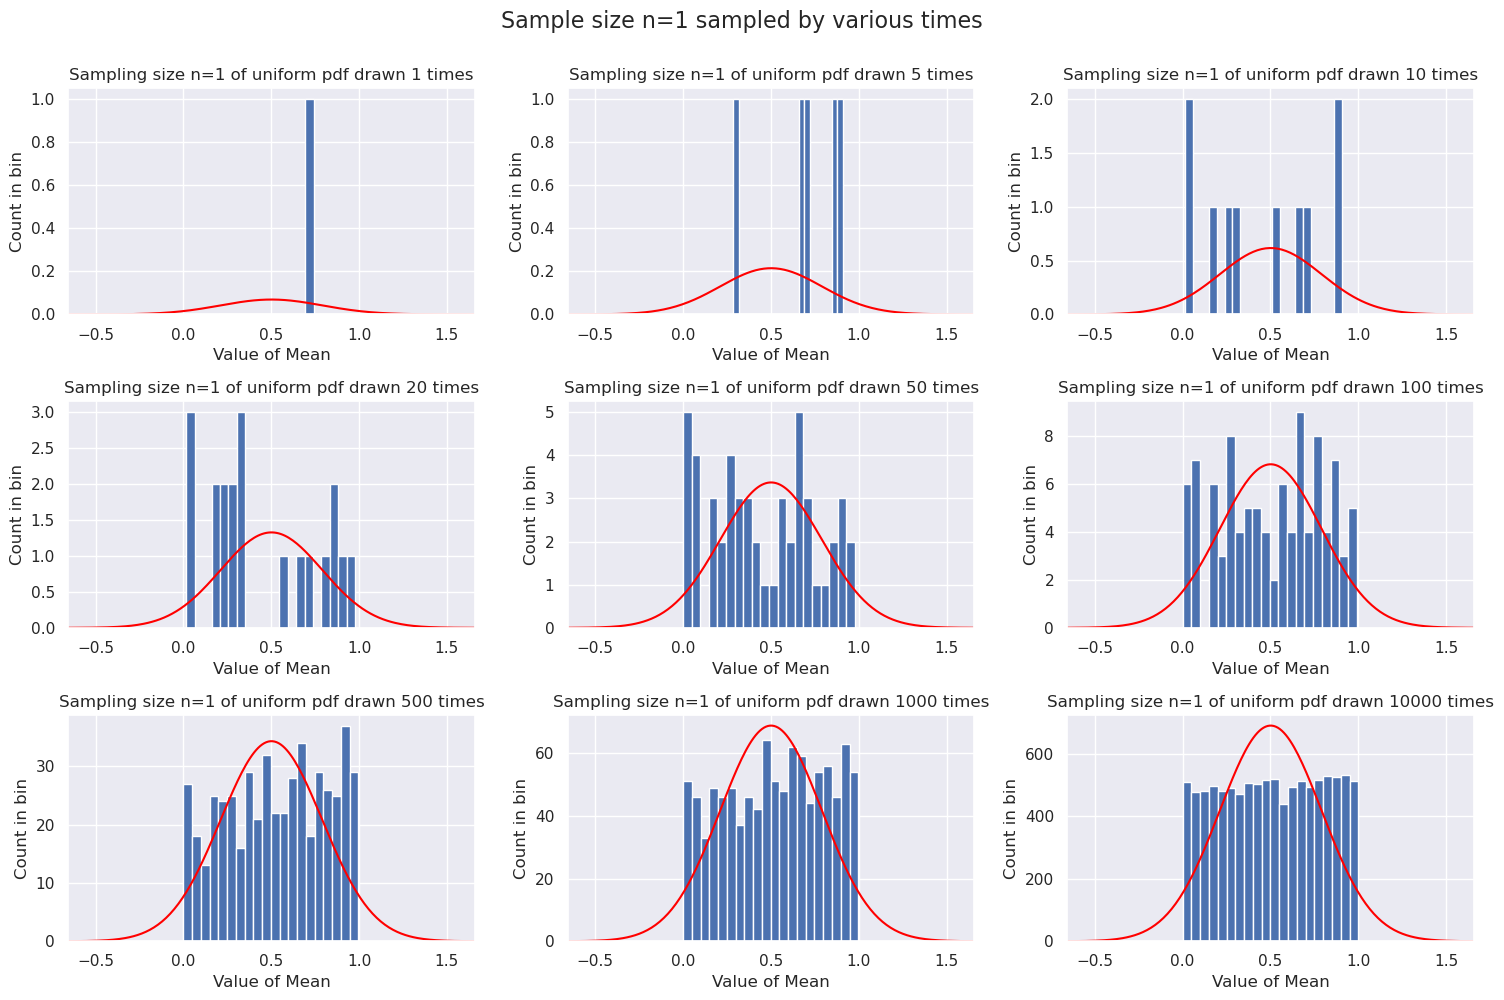 Sample size n=1 sampled by various times
Sampling size n=1 of uniform pdf drawn 1 times
1.0
0.8
0.6
0.4
0.2
0.0
Count in bin
−0.5 0.0 0.5 1.0 1.5
Value of Mean
Sampling size n=1 of uniform pdf drawn 5 times
1.0
0.8
0.6
0.4
0.2
0.0
Count in bin
−0.5 0.0 0.5 1.0 1.5
Value of Mean
Sampling size n=1 of uniform pdf drawn 10 times
2.0
1.5
1.0
0.5
0.0
Count in bin
−0.5 0.0 0.5 1.0 1.5
Value of Mean
Sampling size n=1 of uniform pdf drawn 20 times
3.0
2.5
2.0
1.5
1.0
0.5
0.0
Count in bin
−0.5 0.0 0.5 1.0 1.5
Value of Mean
Sampling size n=1 of uniform pdf drawn 50 times
5
4
3
2
1
0
Count in bin
−0.5 0.0 0.5 1.0 1.5
Value of Mean
Sampling size n=1 of uniform pdf drawn 100 times
8
6
4
2
0
Count in bin
−0.5 0.0 0.5 1.0 1.5
Value of Mean
Sampling size n=1 of uniform pdf drawn 500 times
30
20
10
0
Count in bin
−0.5 0.0 0.5 1.0 1.5
Value of Mean
Sampling size n=1 of uniform pdf drawn 1000 times
60
40
20
0
Count in bin
−0.5 0.0 0.5 1.0 1.5
Value of Mean
Sampling size n=1 of uniform pdf drawn 10000 times
600
400
200
0
Count in bin
−0.5 0.0 0.5 1.0 1.5
Value of Mean